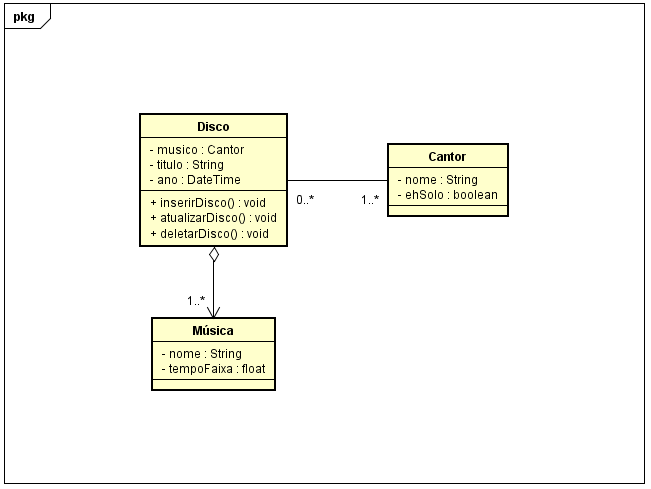 pkg
Disco
- musico : Cantor
- titulo : String
- ano : DateTime
+ inserirDisco() : void
+ atualizarDisco() : void
+ deletarDisco() : void
0..*
1..*
Cantor
- nome : String
- ehSolo : boolean
1..*
Música
- nome : String
- tempoFaixa : float